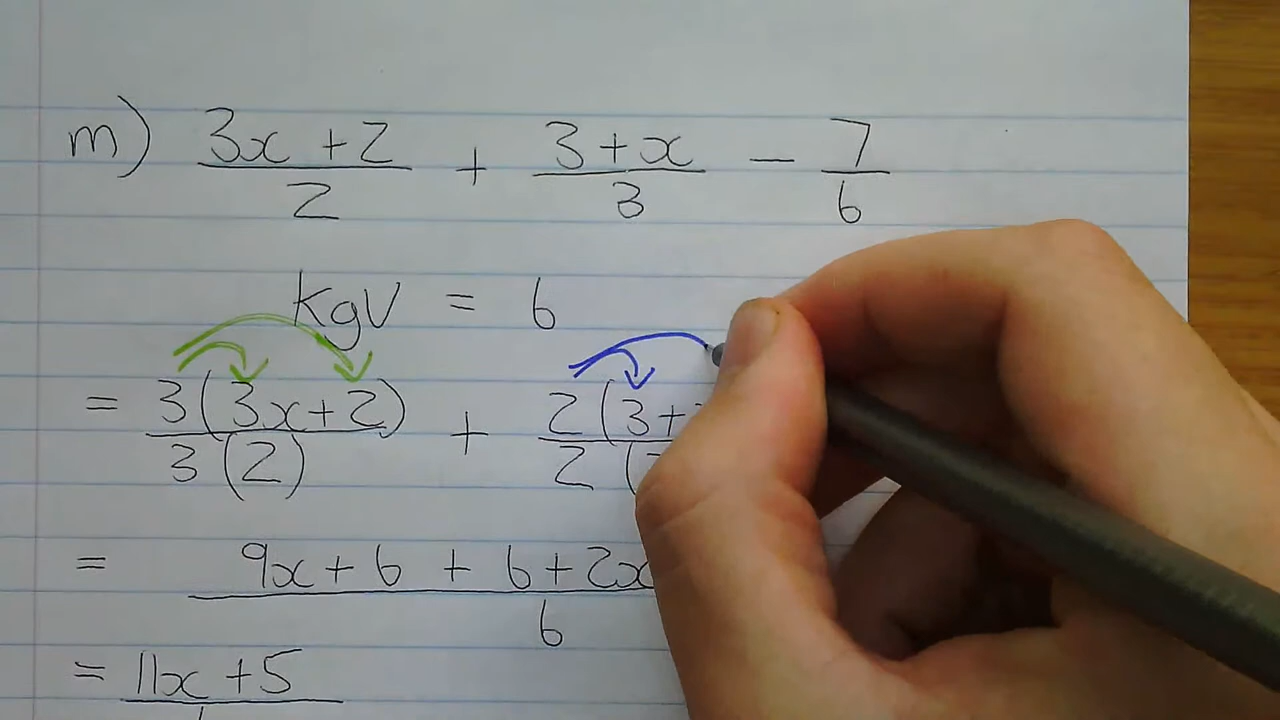 m) (3x + 2)/2 + (3 + x)/3 − 7/6
kgV = 6
= 3(3x+2)/3(2) + 2(3+/2(
= 9x + 6 + 6 + 2x/6
= 11x + 5